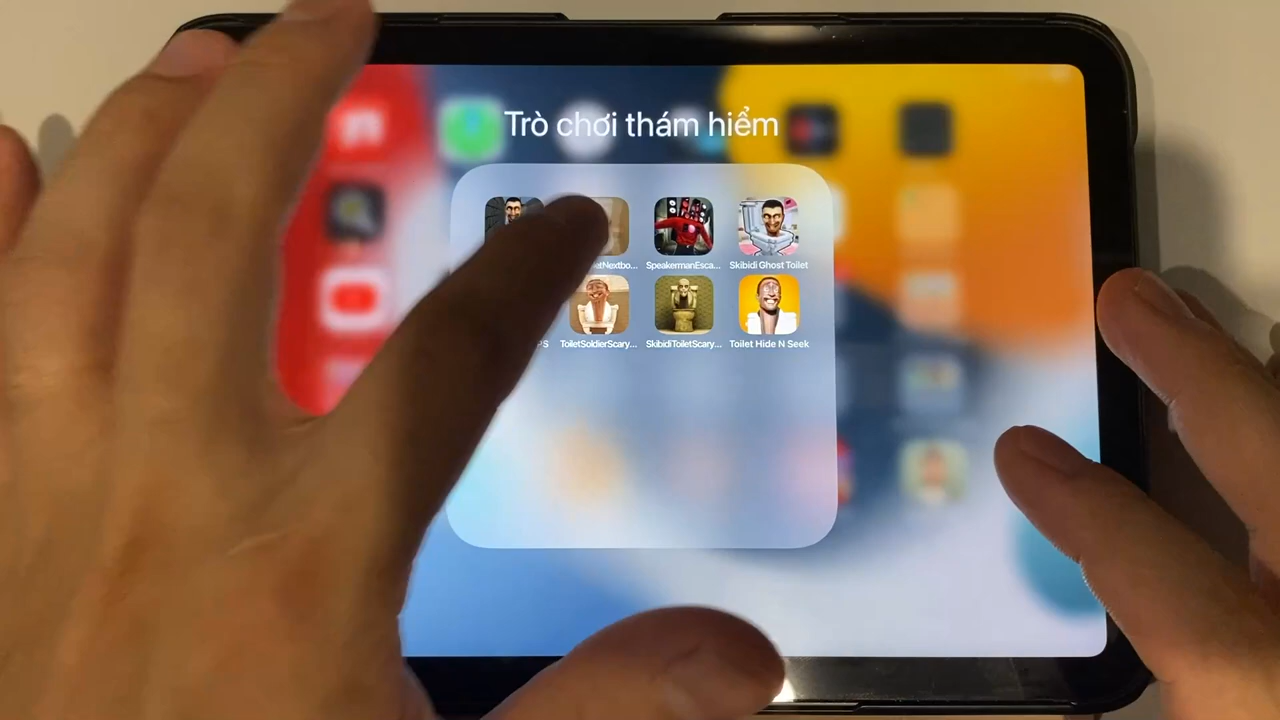 Trò chơi thám hiểm
SpeakermanEsca... Skibidi Ghost Toilet
ToiletSoldierScary... SkibidiToiletScary... Toilet Hide N Seek